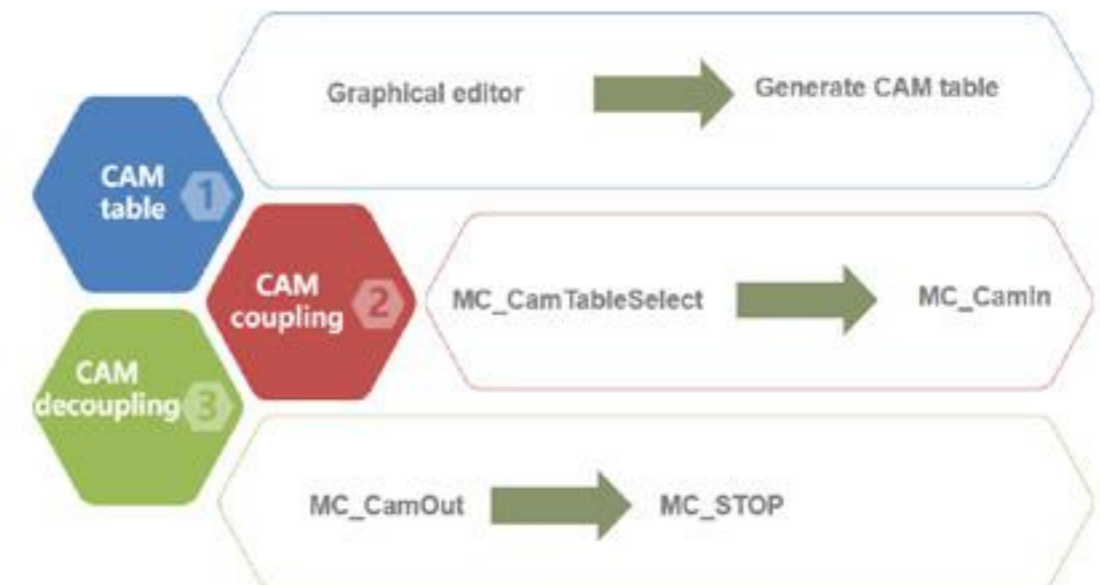 CAM
table
1
Graphical editor
Generate CAM table
CAM
coupling
2
MC_CamTableSelect
MC_CamIn
CAM
decoupling
3
MC_CamOut
MC_STOP